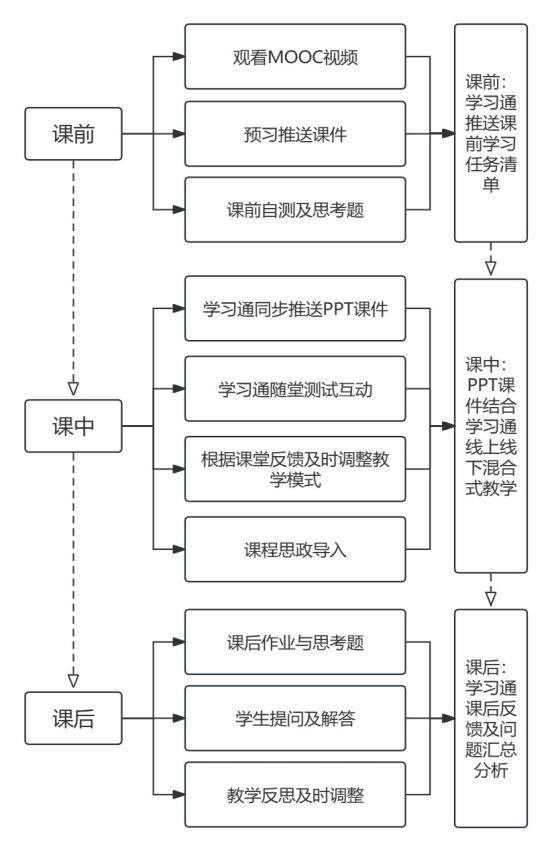 课前
观看MOOC视频
预习推送课件
课前自测及思考题
课前：
学习通
推送课
前学习
任务清
单
课中
学习通同步推送PPT课件
学习通随堂测试互动
根据课堂反馈及时调整教
学模式
课程思政导入
课中：
PPT课
件结合
学习通
线上线
下混合
式教学
课后
课后作业与思考题
学生提问及解答
教学反思及时调整
课后：
学习通
课后反
馈及问
题汇总
分析